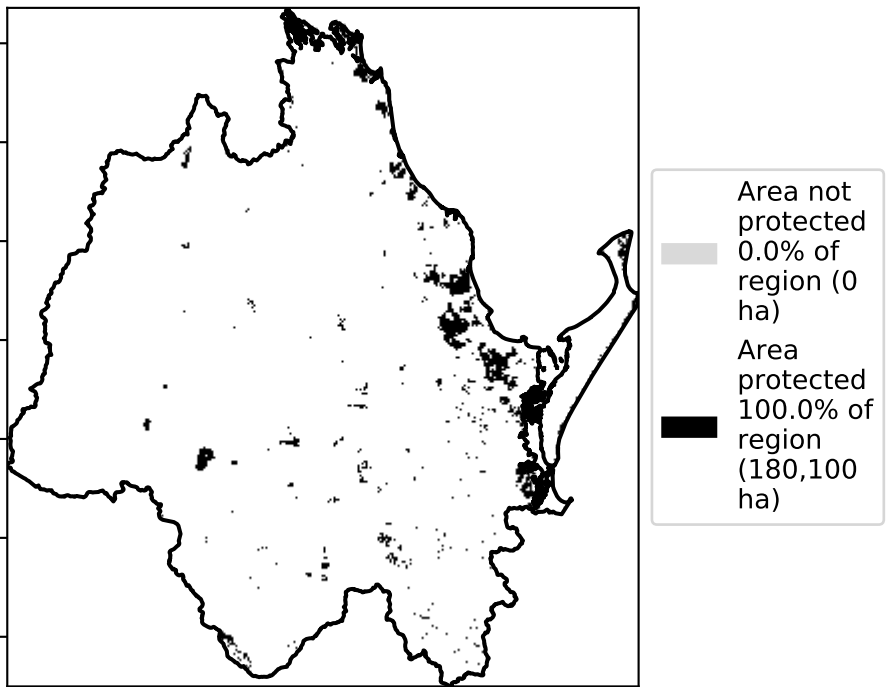 Area not
protected
0.0% of
region (0
ha)
Area
protected
100.0% of
region
(180,100
ha)